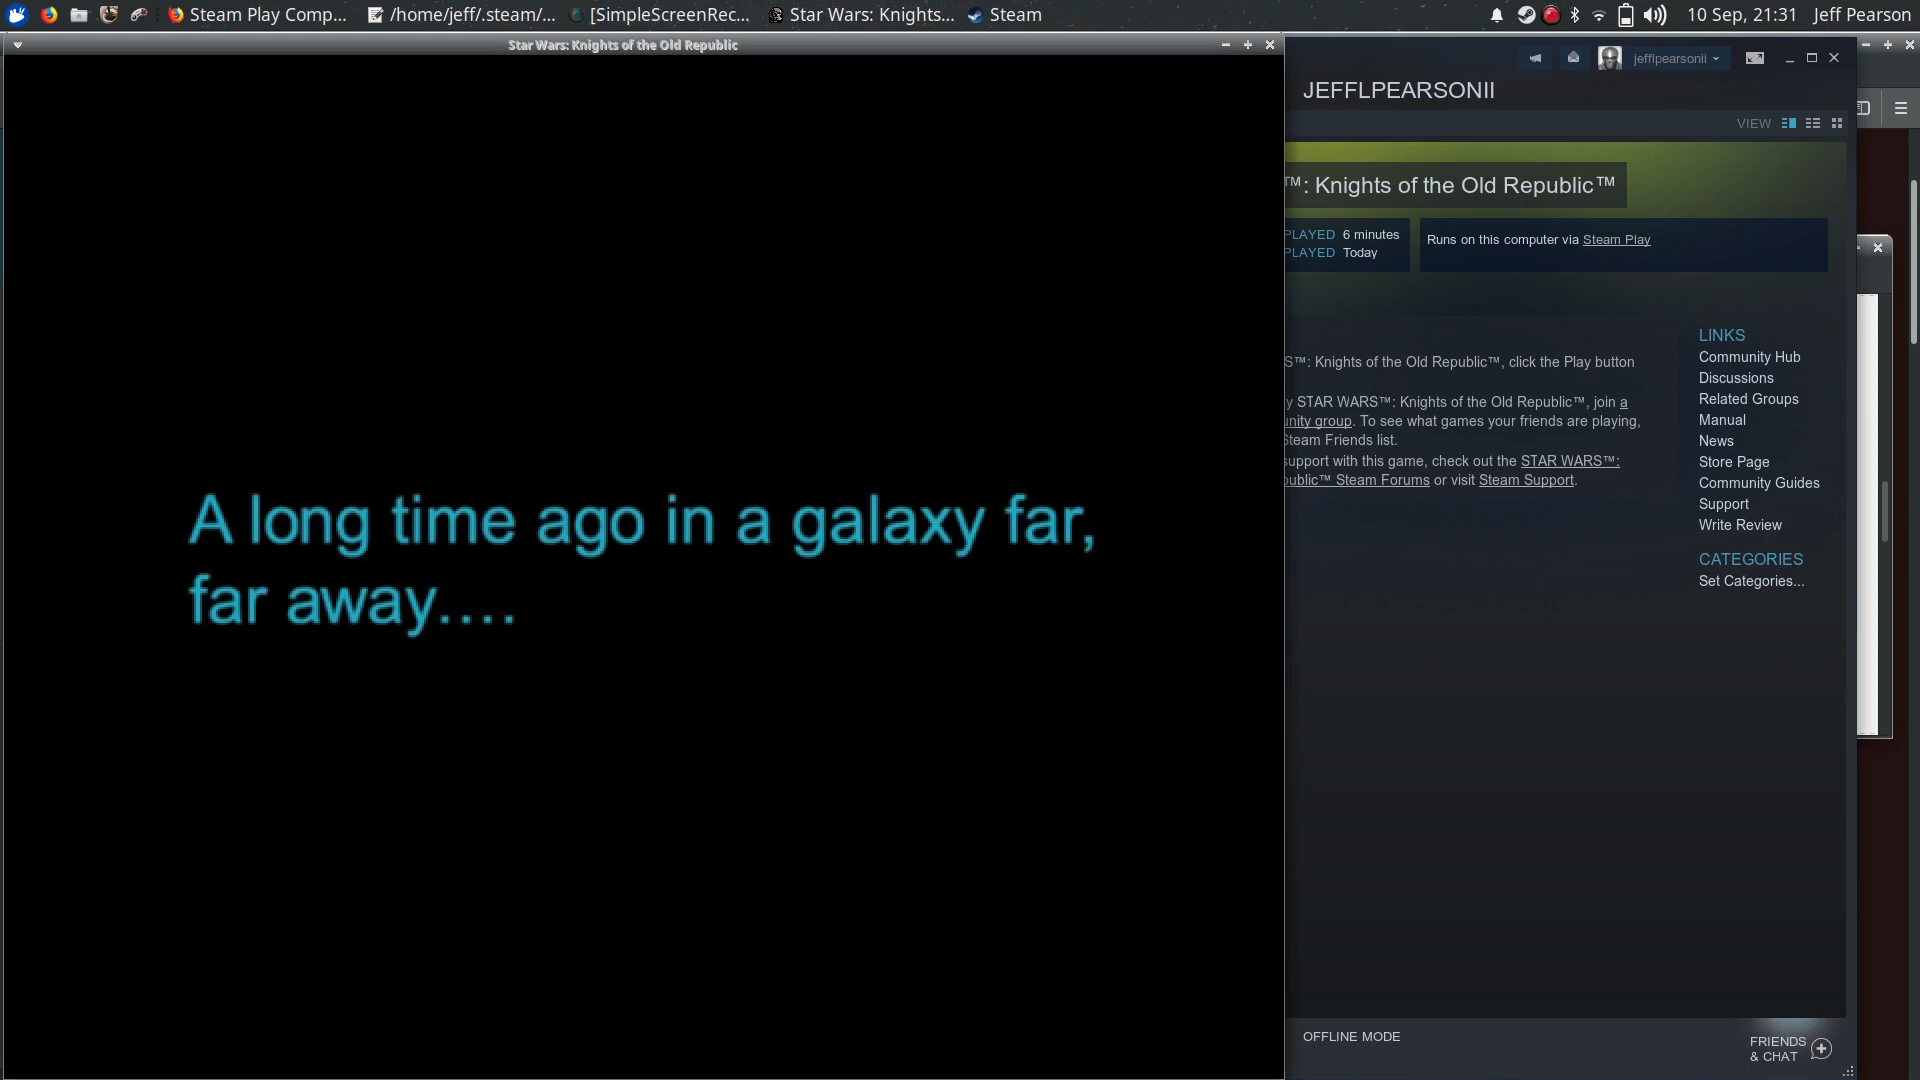 Steam Play Comp...
/home/jeff/.steam/...
[SimpleScreenRec...
Star Wars: Knights...
Steam
10 Sep, 21:31
Jeff Pearson
Star Wars: Knights of the Old Republic
A long time ago in a galaxy far,
far away....
jefflpearsonii
JEFFLPEARSONII
VIEW
™: Knights of the Old Republic™
PLAYED 6 minutes
PLAYED Today
Runs on this computer via Steam Play
S™: Knights of the Old Republic™, click the Play button
y STAR WARS™: Knights of the Old Republic™, join a
unity group. To see what games your friends are playing,
Steam Friends list.
support with this game, check out the STAR WARS™:
public™ Steam Forums or visit Steam Support.
LINKS
Community Hub
Discussions
Related Groups
Manual
News
Store Page
Community Guides
Support
Write Review
CATEGORIES
Set Categories...
OFFLINE MODE
FRIENDS
& CHAT